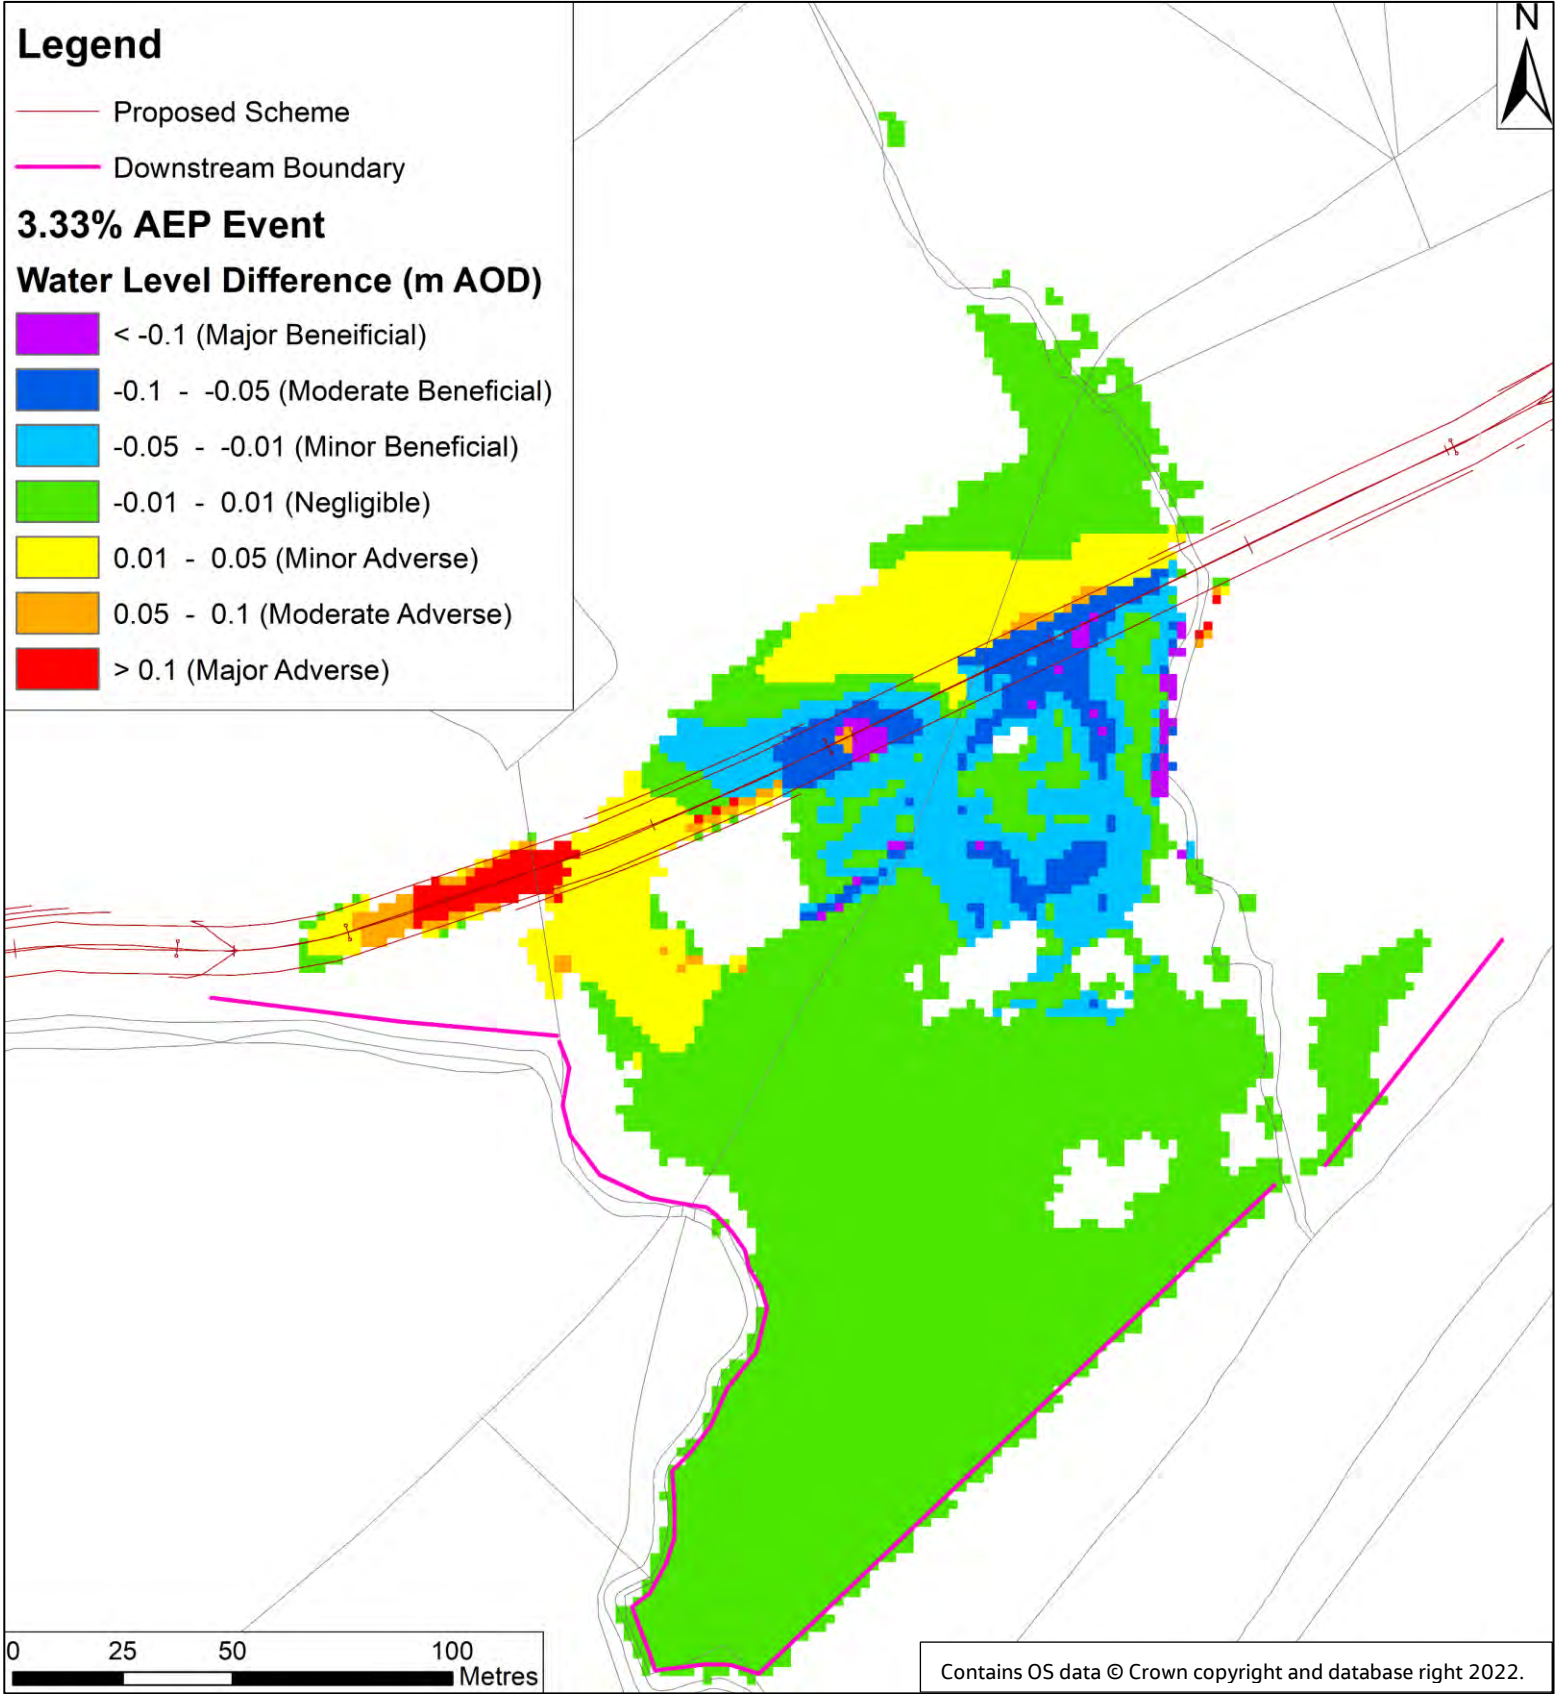 Legend
N
Proposed Scheme
Downstream Boundary
3.33% AEP Event
Water Level Difference (m AOD)
< -0.1 (Major Beneificial)
-0.1 - -0.05 (Moderate Beneficial)
-0.05 - -0.01 (Minor Beneficial)
-0.01 - 0.01 (Negligible)
0.01 - 0.05 (Minor Adverse)
0.05 - 0.1 (Moderate Adverse)
> 0.1 (Major Adverse)
0 25 50 100
Metres
Contains OS data © Crown copyright and database right 2022.